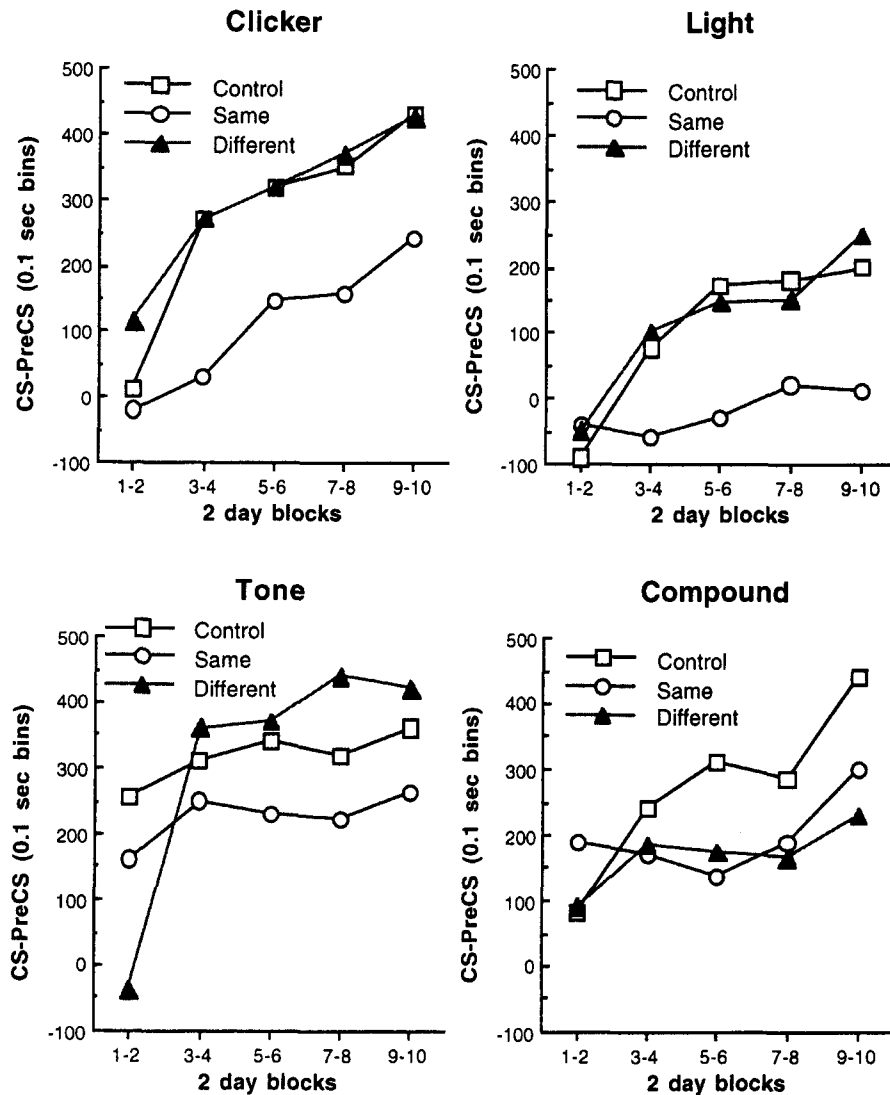 Clicker
CS-PreCS (0.1 sec bins)
500
400
300
200
100
0
-100
Control
Same
Different
1-2 3-4 5-6 7-8 9-10
2 day blocks
Light
CS-PreCS (0.1 sec bins)
500
400
300
200
100
0
-100
Control
Same
Different
1-2 3-4 5-6 7-8 9-10
2 day blocks
Tone
CS-PreCS (0.1 sec bins)
500
400
300
200
100
0
-100
Control
Same
Different
1-2 3-4 5-6 7-8 9-10
2 day blocks
Compound
CS-PreCS (0.1 sec bins)
500
400
300
200
100
0
-100
Control
Same
Different
1-2 3-4 5-6 7-8 9-10
2 day blocks